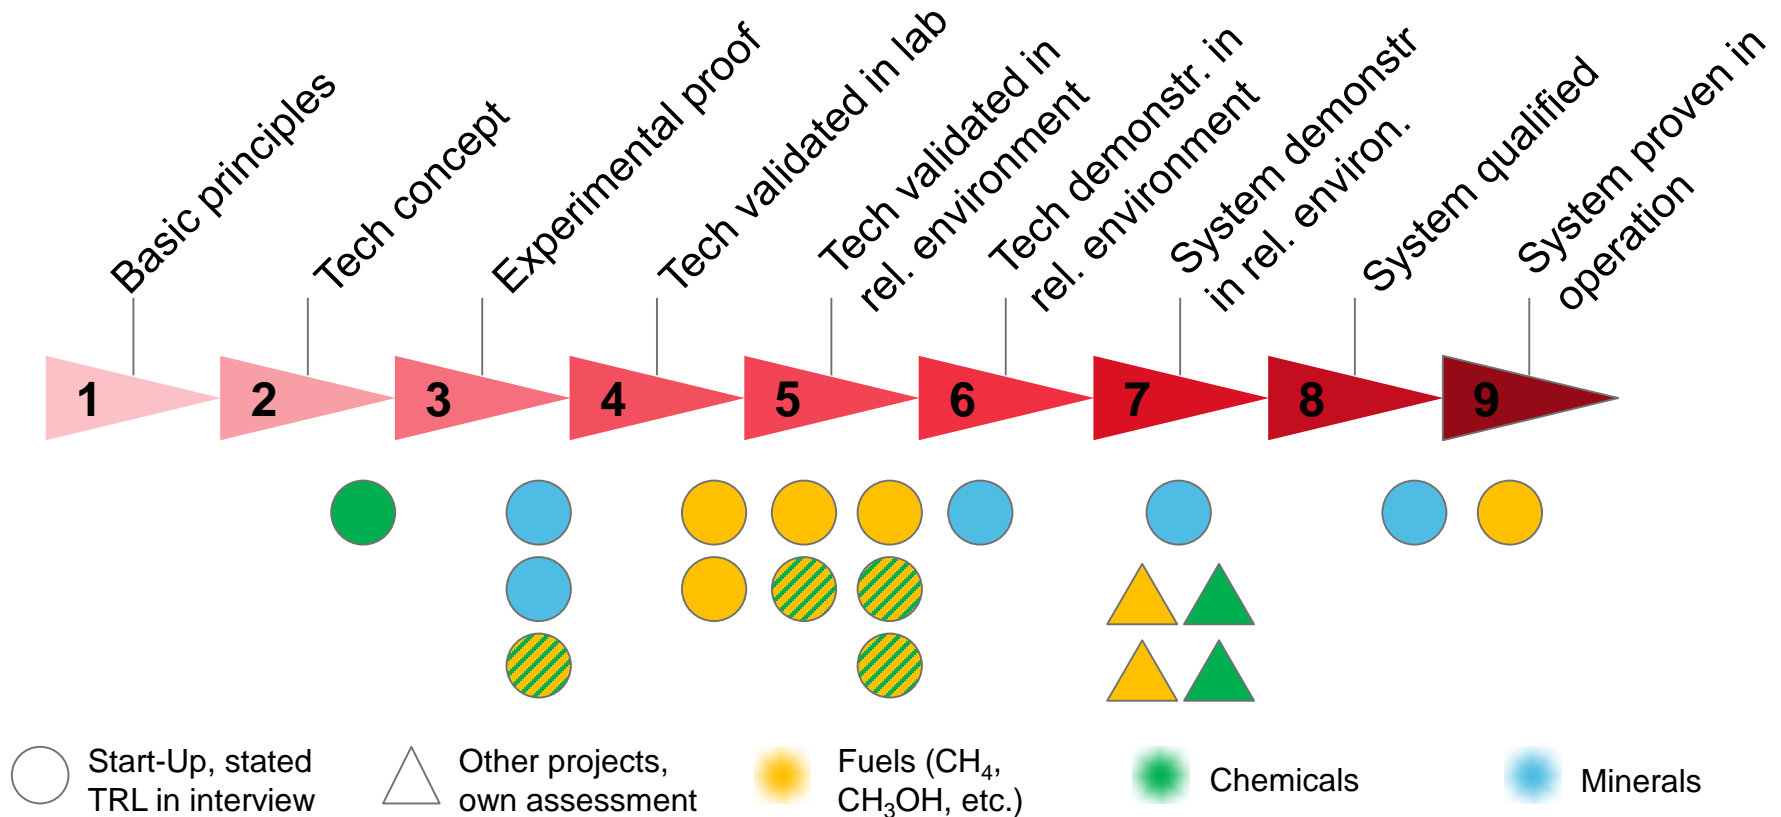 Basic principles
Tech concept
Experimental proof
Tech validated in lab
Tech validated in
rel. environment
Tech demonstr. in
rel. environment
System demonstr
in rel. environ.
System qualified
System proven in
operation
1
2
3
4
5
6
7
8
9
Start-Up, stated
TRL in interview
Other projects,
own assessment
Fuels (CH₄,
CH₃OH, etc.)
Chemicals
Minerals